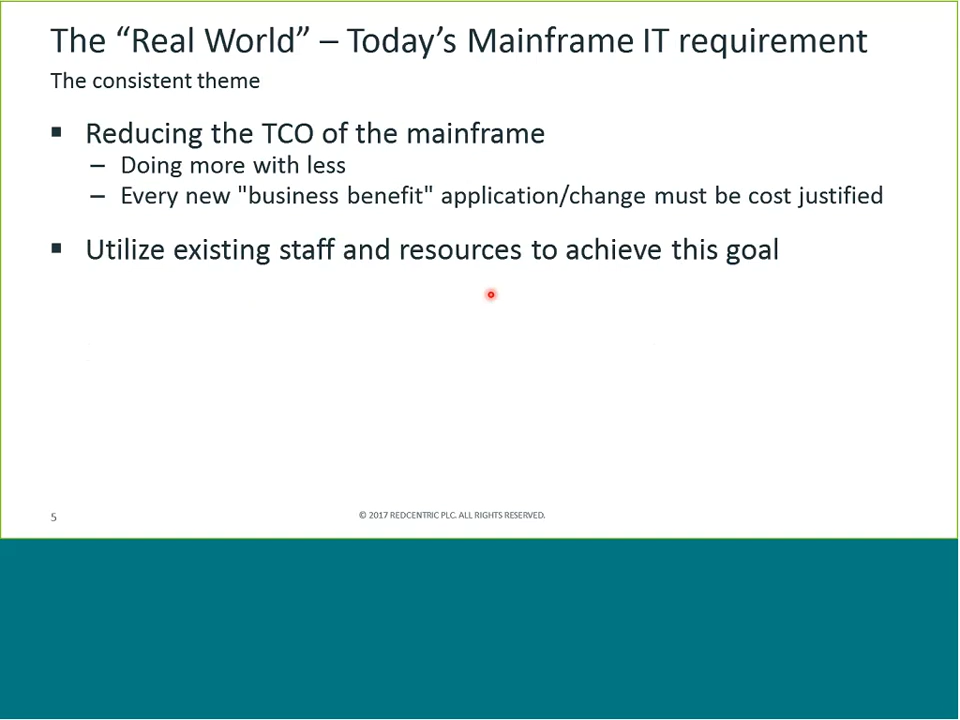 The “Real World” – Today’s Mainframe IT requirement
The consistent theme
▪ Reducing the TCO of the mainframe
– Doing more with less
– Every new "business benefit" application/change must be cost justified
▪ Utilize existing staff and resources to achieve this goal
5
© 2017 REDCENTRIC PLC. ALL RIGHTS RESERVED.